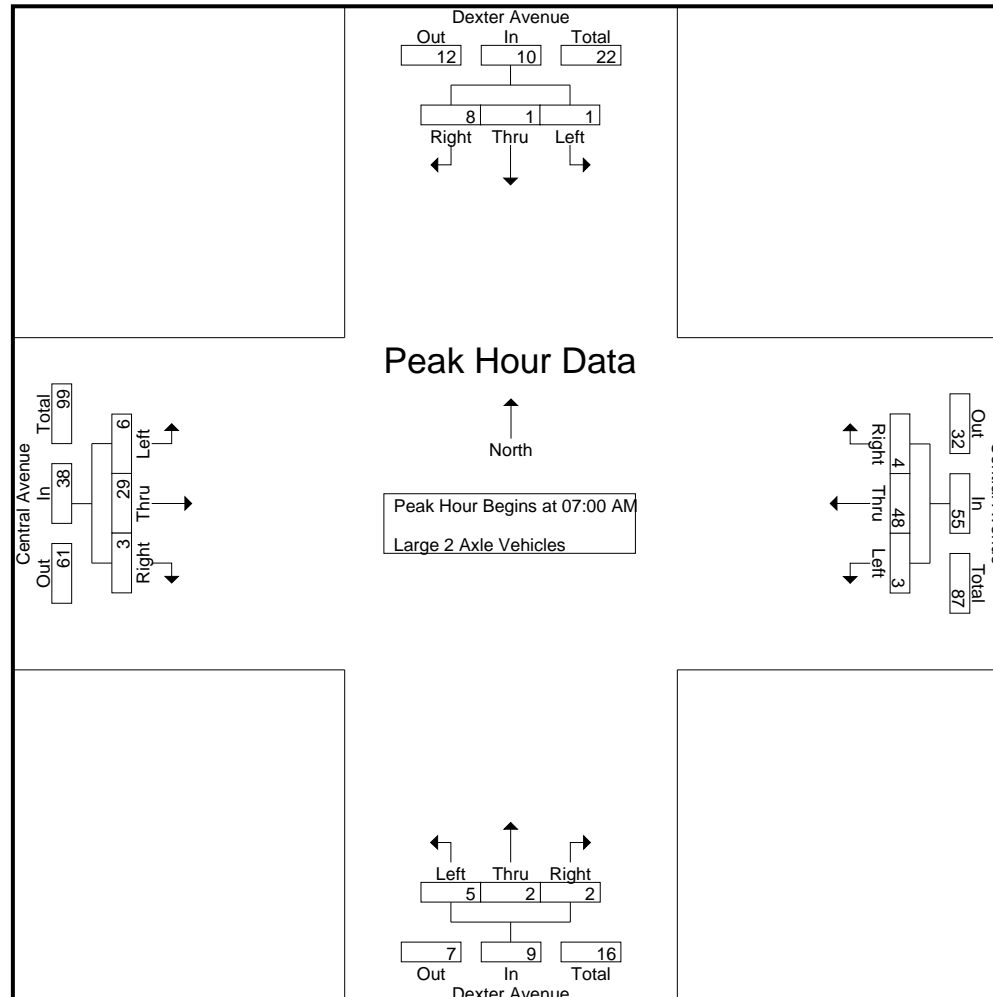 Dexter Avenue
Out In Total
12 10 22
8 1 1
Right Thru Left
Peak Hour Data
North
Peak Hour Begins at 07:00 AM
Large 2 Axle Vehicles
Central Avenue
Total In Out
99 38 61
6 29 3
Left Thru Right
Right Thru Left
4 48 3
Out In Total
32 55 87
Left Thru Right
5 2 2
7 9 16
Out In Total
Dexter Avenue